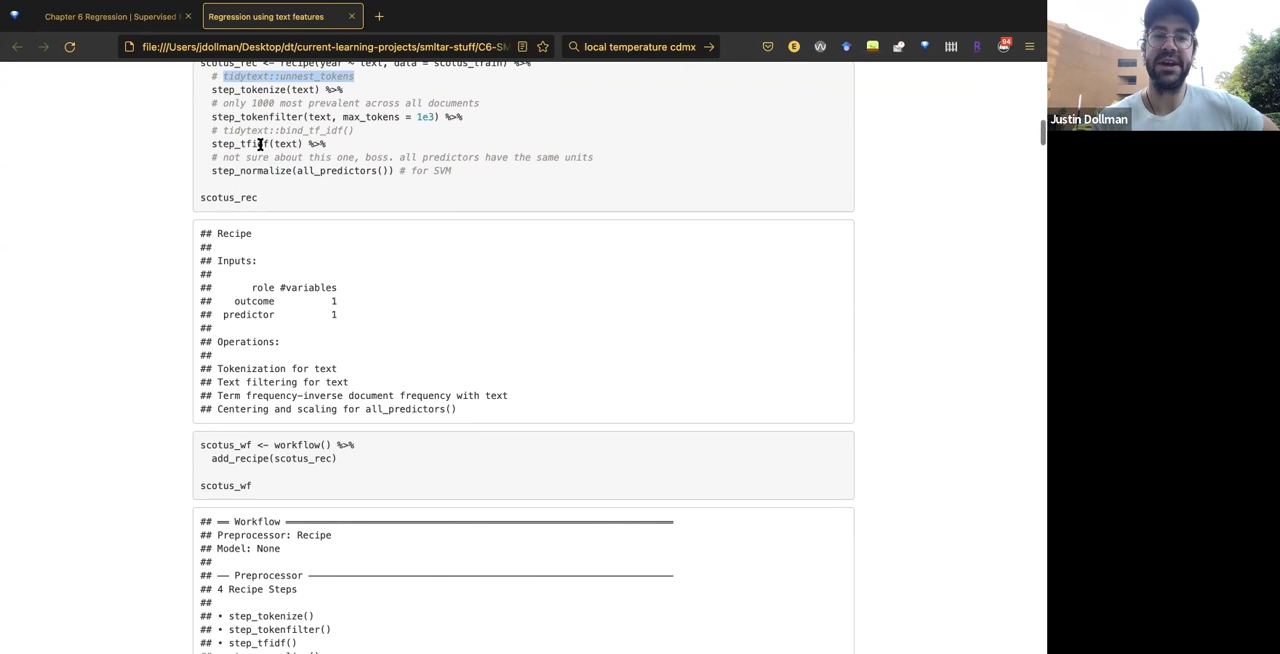 Chapter 6 Regression | Supervised
Regression using text features
file:///Users/jdollman/Desktop/dt/current-learning-projects/smltar-stuff/C6-SM
local temperature cdmx
94
scotus_rec <- recipe(year ~ text, data = scotus_train) %>%
# tidytext::unnest_tokens
step_tokenize(text) %>%
# only 1000 most prevalent across all documents
step_tokenfilter(text, max_tokens = 1e3) %>%
# tidytext::bind_tf_idf()
step_tfidf(text) %>%
# not sure about this one, boss. all predictors have the same units
step_normalize(all_predictors()) # for SVM
scotus_rec
## Recipe
##
## Inputs:
##
## role #variables
## outcome 1
## predictor 1
##
## Operations:
##
## Tokenization for text
## Text filtering for text
## Term frequency-inverse document frequency with text
## Centering and scaling for all_predictors()
scotus_wf <- workflow() %>%
add_recipe(scotus_rec)
scotus_wf
## ══ Workflow ══════════
## Preprocessor: Recipe
## Model: None
##
## ── Preprocessor ──────────
## 4 Recipe Steps
##
## • step_tokenize()
## • step_tokenfilter()
## • step_tfidf()
Justin Dollman